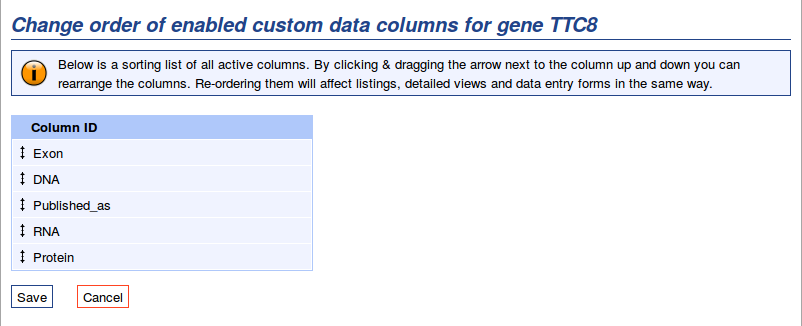 Change order of enabled custom data columns for gene TTC8
Below is a sorting list of all active columns. By clicking & dragging the arrow next to the column up and down you can
rearrange the columns. Re-ordering them will affect listings, detailed views and data entry forms in the same way.
Column ID
Exon
DNA
Published_as
RNA
Protein
Save Cancel